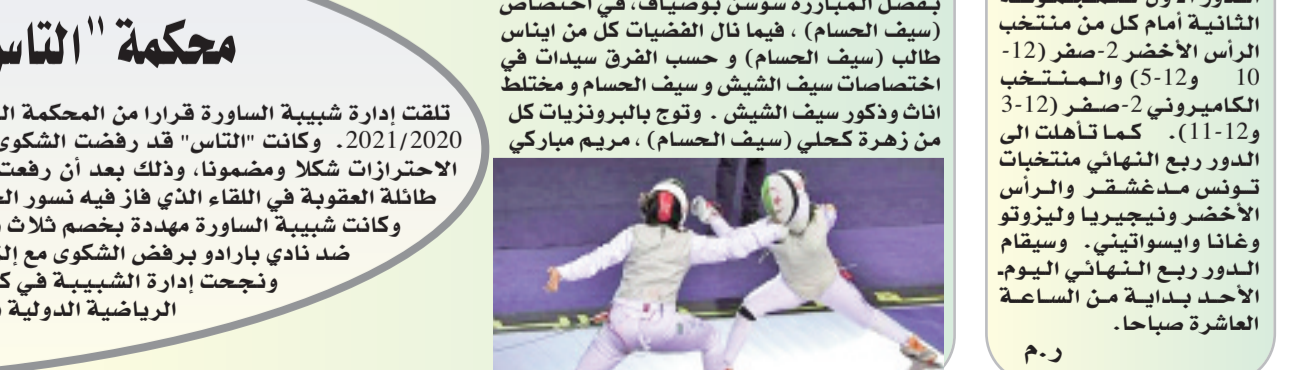 الثانية أمام كل من منتخب
الرأس الأخضر 2-صفر (12-
10 و12-5) والمنتخب
الكاميروني 2-صفر (12-3
و12-11). كما تأهلت الى
الدور ربع النهائي منتخبات
تونس مدغشقر والرأس
الأخضر ونيجيريا وليزوتو
وغانا وايسواتيني. وسيقام
الدور ربع النهائي اليوم
الأحد بداية من الساعة
العاشرة صباحا.
ر.م
بفضل المبارزة سوسن بوضياف، في اختصاص
(سيف الحسام) ، فيما نال الفضيات كل من ايناس
طالب (سيف الحسام) و حسب الفرق سيدات في
اختصاصات سيف الشيش و سيف الحسام و مختلط
اناث وذكور سيف الشيش . وتوج بالبرونزيات كل
من زهرة كحلي (سيف الحسام) ، مريم مباركي
محكمة "التاس
تلقت إدارة شبيبة الساورة قرارا من المحكمة
2021/2020. وكانت "التاس" قد رفضت الشكوى
الاحترازات شكلا ومضمونا، وذلك بعد أن رفعت
طائلة العقوبة في اللقاء الذي فاز فيه نسور
وكانت شبيبة الساورة مهددة بخصم ثلاث
ضد نادي بارادو برفض الشكوى مع
ونجحت إدارة الشبيبة في
الرياضية الدولية